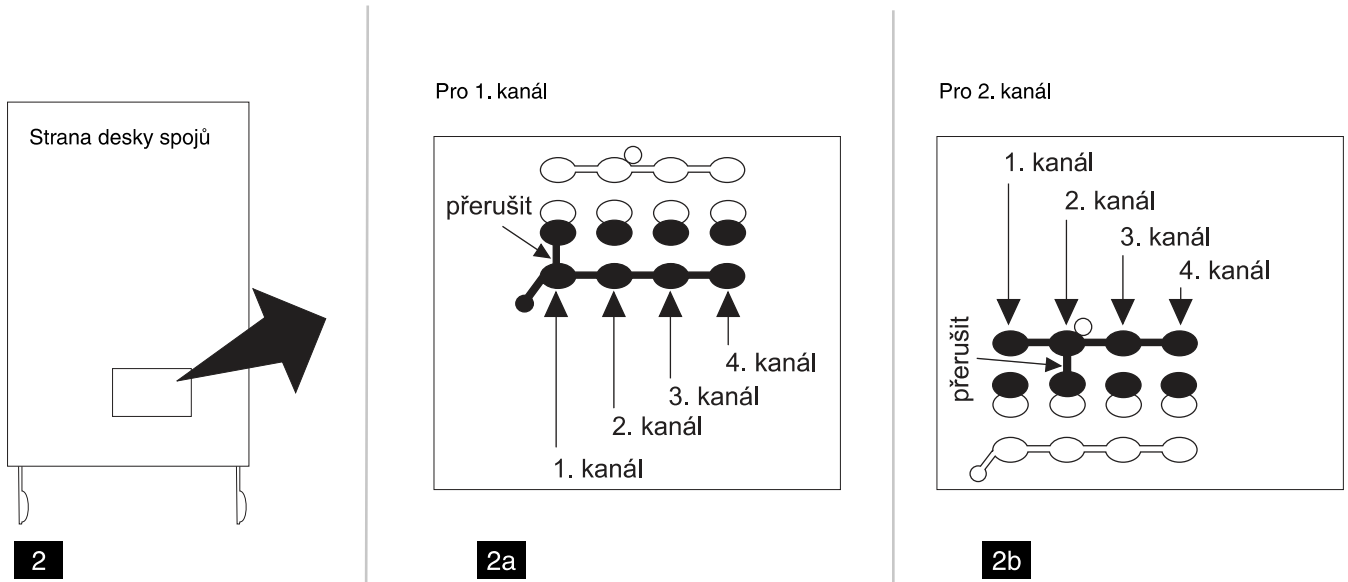 Strana desky spojů
2
Pro 1. kanál
přerušit
4. kanál
3. kanál
2. kanál
1. kanál
2a
Pro 2. kanál
1. kanál
2. kanál
3. kanál
4. kanál
přerušit
2b